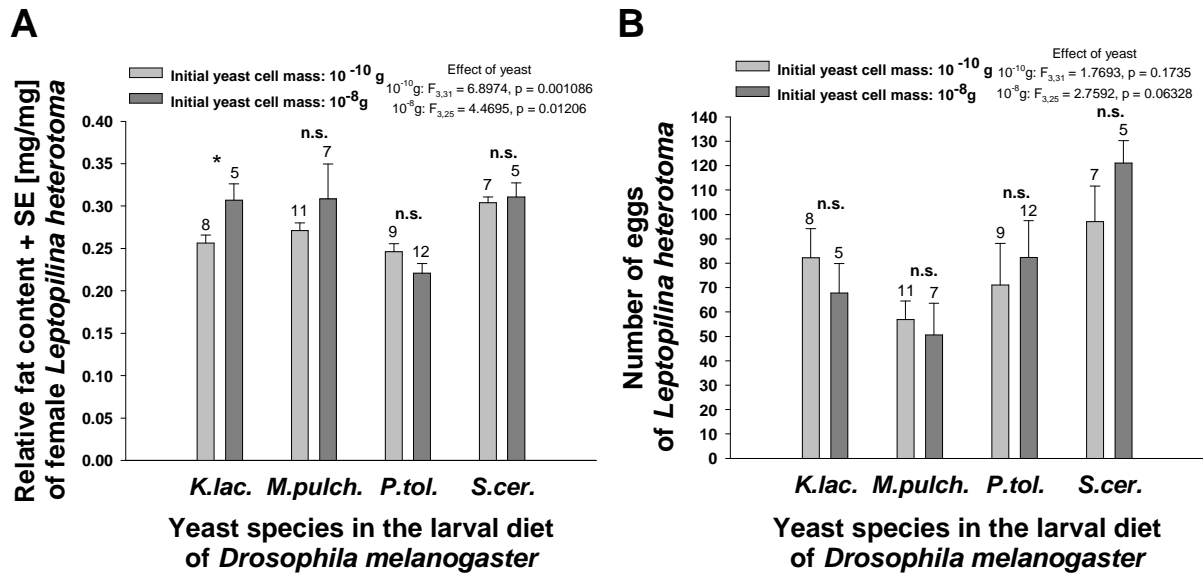 A
Initial yeast cell mass: 10 -10 g
Initial yeast cell mass: 10-8g
Effect of yeast
10-10g: F3,31 = 6.8974, p = 0.001086
10-8g: F3,25 = 4.4695, p = 0.01206
Relative fat content + SE [mg/mg]
of female Leptopilina heterotoma
0.40
0.35
0.30
0.25
0.20
0.15
0.10
0.05
0.00
*
8
5
n.s.
11
7
n.s.
9
12
n.s.
7
5
K.lac. M.pulch. P.tol. S.cer.
Yeast species in the larval diet
of Drosophila melanogaster
B
Initial yeast cell mass: 10 -10 g
Initial yeast cell mass: 10-8g
Effect of yeast
10-10g: F3,31 = 1.7693, p = 0.1735
10-8g: F3,25 = 2.7592, p = 0.06328
Number of eggs
of Leptopilina heterotoma
140
130
120
110
100
90
80
70
60
50
40
30
20
10
0
n.s.
8
5
n.s.
11
7
n.s.
9
12
n.s.
7
5
K.lac. M.pulch. P.tol. S.cer.
Yeast species in the larval diet
of Drosophila melanogaster